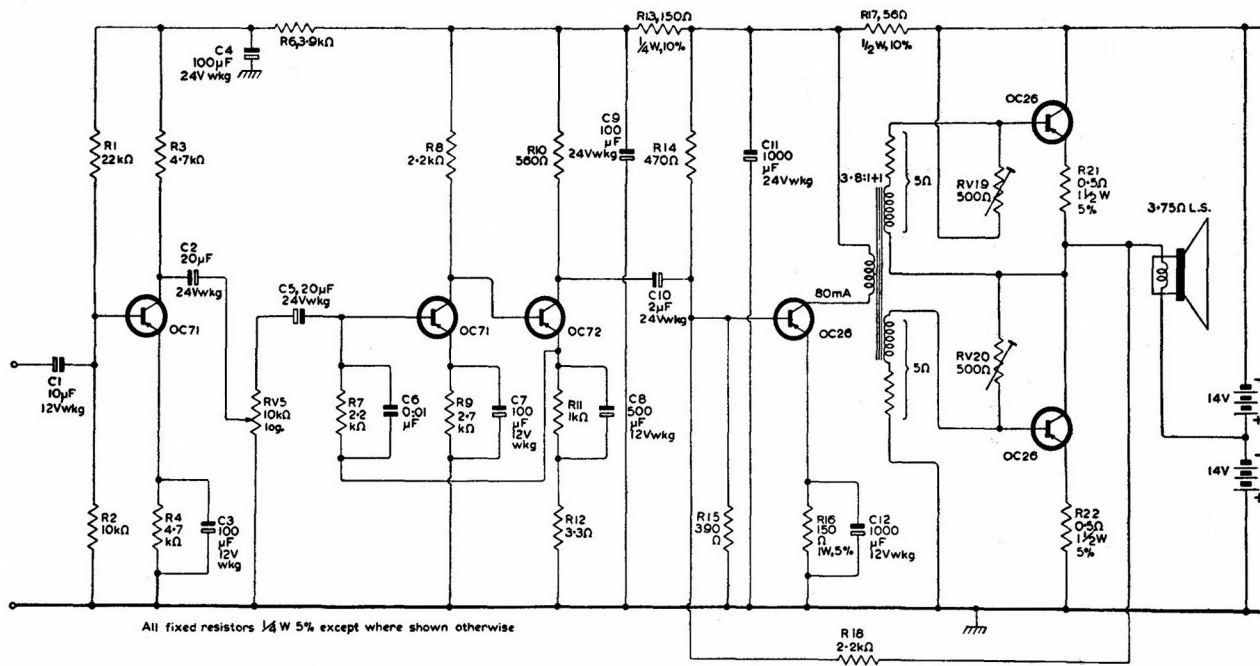 R13, 150Ω
¼W, 10%
R17, 56Ω
½W, 10%
C4
100µF
24V wkg
R6, 3·9kΩ
C9
100
µF
24Vwkg
OC26
R1
22kΩ
R3
4·7kΩ
R8
2·2kΩ
R10
560Ω
R14
470Ω
C11
1000
µF
24Vwkg
3·8:1+1
5Ω
RV19
500Ω
R21
0·5Ω
1½W
5%
3·75Ω L.S.
C2
20µF
24Vwkg
C5, 20µF
24Vwkg
C10
2µF
24Vwkg
80mA
OC71
OC71
OC72
OC26
C1
10µF
12Vwkg
RV5
10kΩ
log.
R7
2·2
kΩ
C6
0·01
µF
R9
2·7
kΩ
C7
100
µF
12V
wkg
R11
1kΩ
C8
500
µF
12Vwkg
5Ω
RV20
500Ω
14V
+
OC26
14V
+
R2
10kΩ
R4
4·7
kΩ
C3
100
µF
12V
wkg
R12
3·3Ω
R15
390
Ω
R16
150
Ω
1W, 5%
C12
1000
µF
12Vwkg
R22
0·5Ω
1½W
5%
All fixed resistors ¼W 5% except where shown otherwise
R18
2·2kΩ